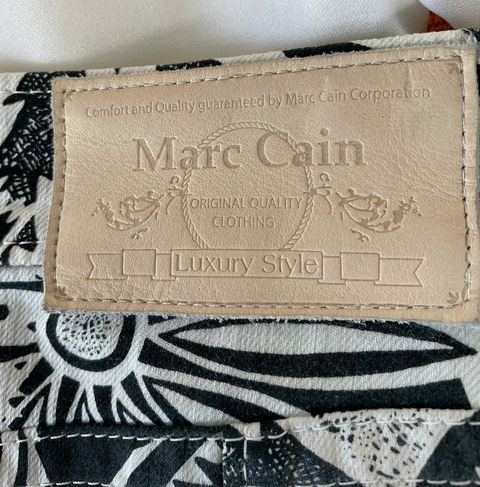 Comfort and Quality guaranteed by Marc Cain Corporation
Marc Cain
ORIGINAL QUALITY
CLOTHING
Luxury Style